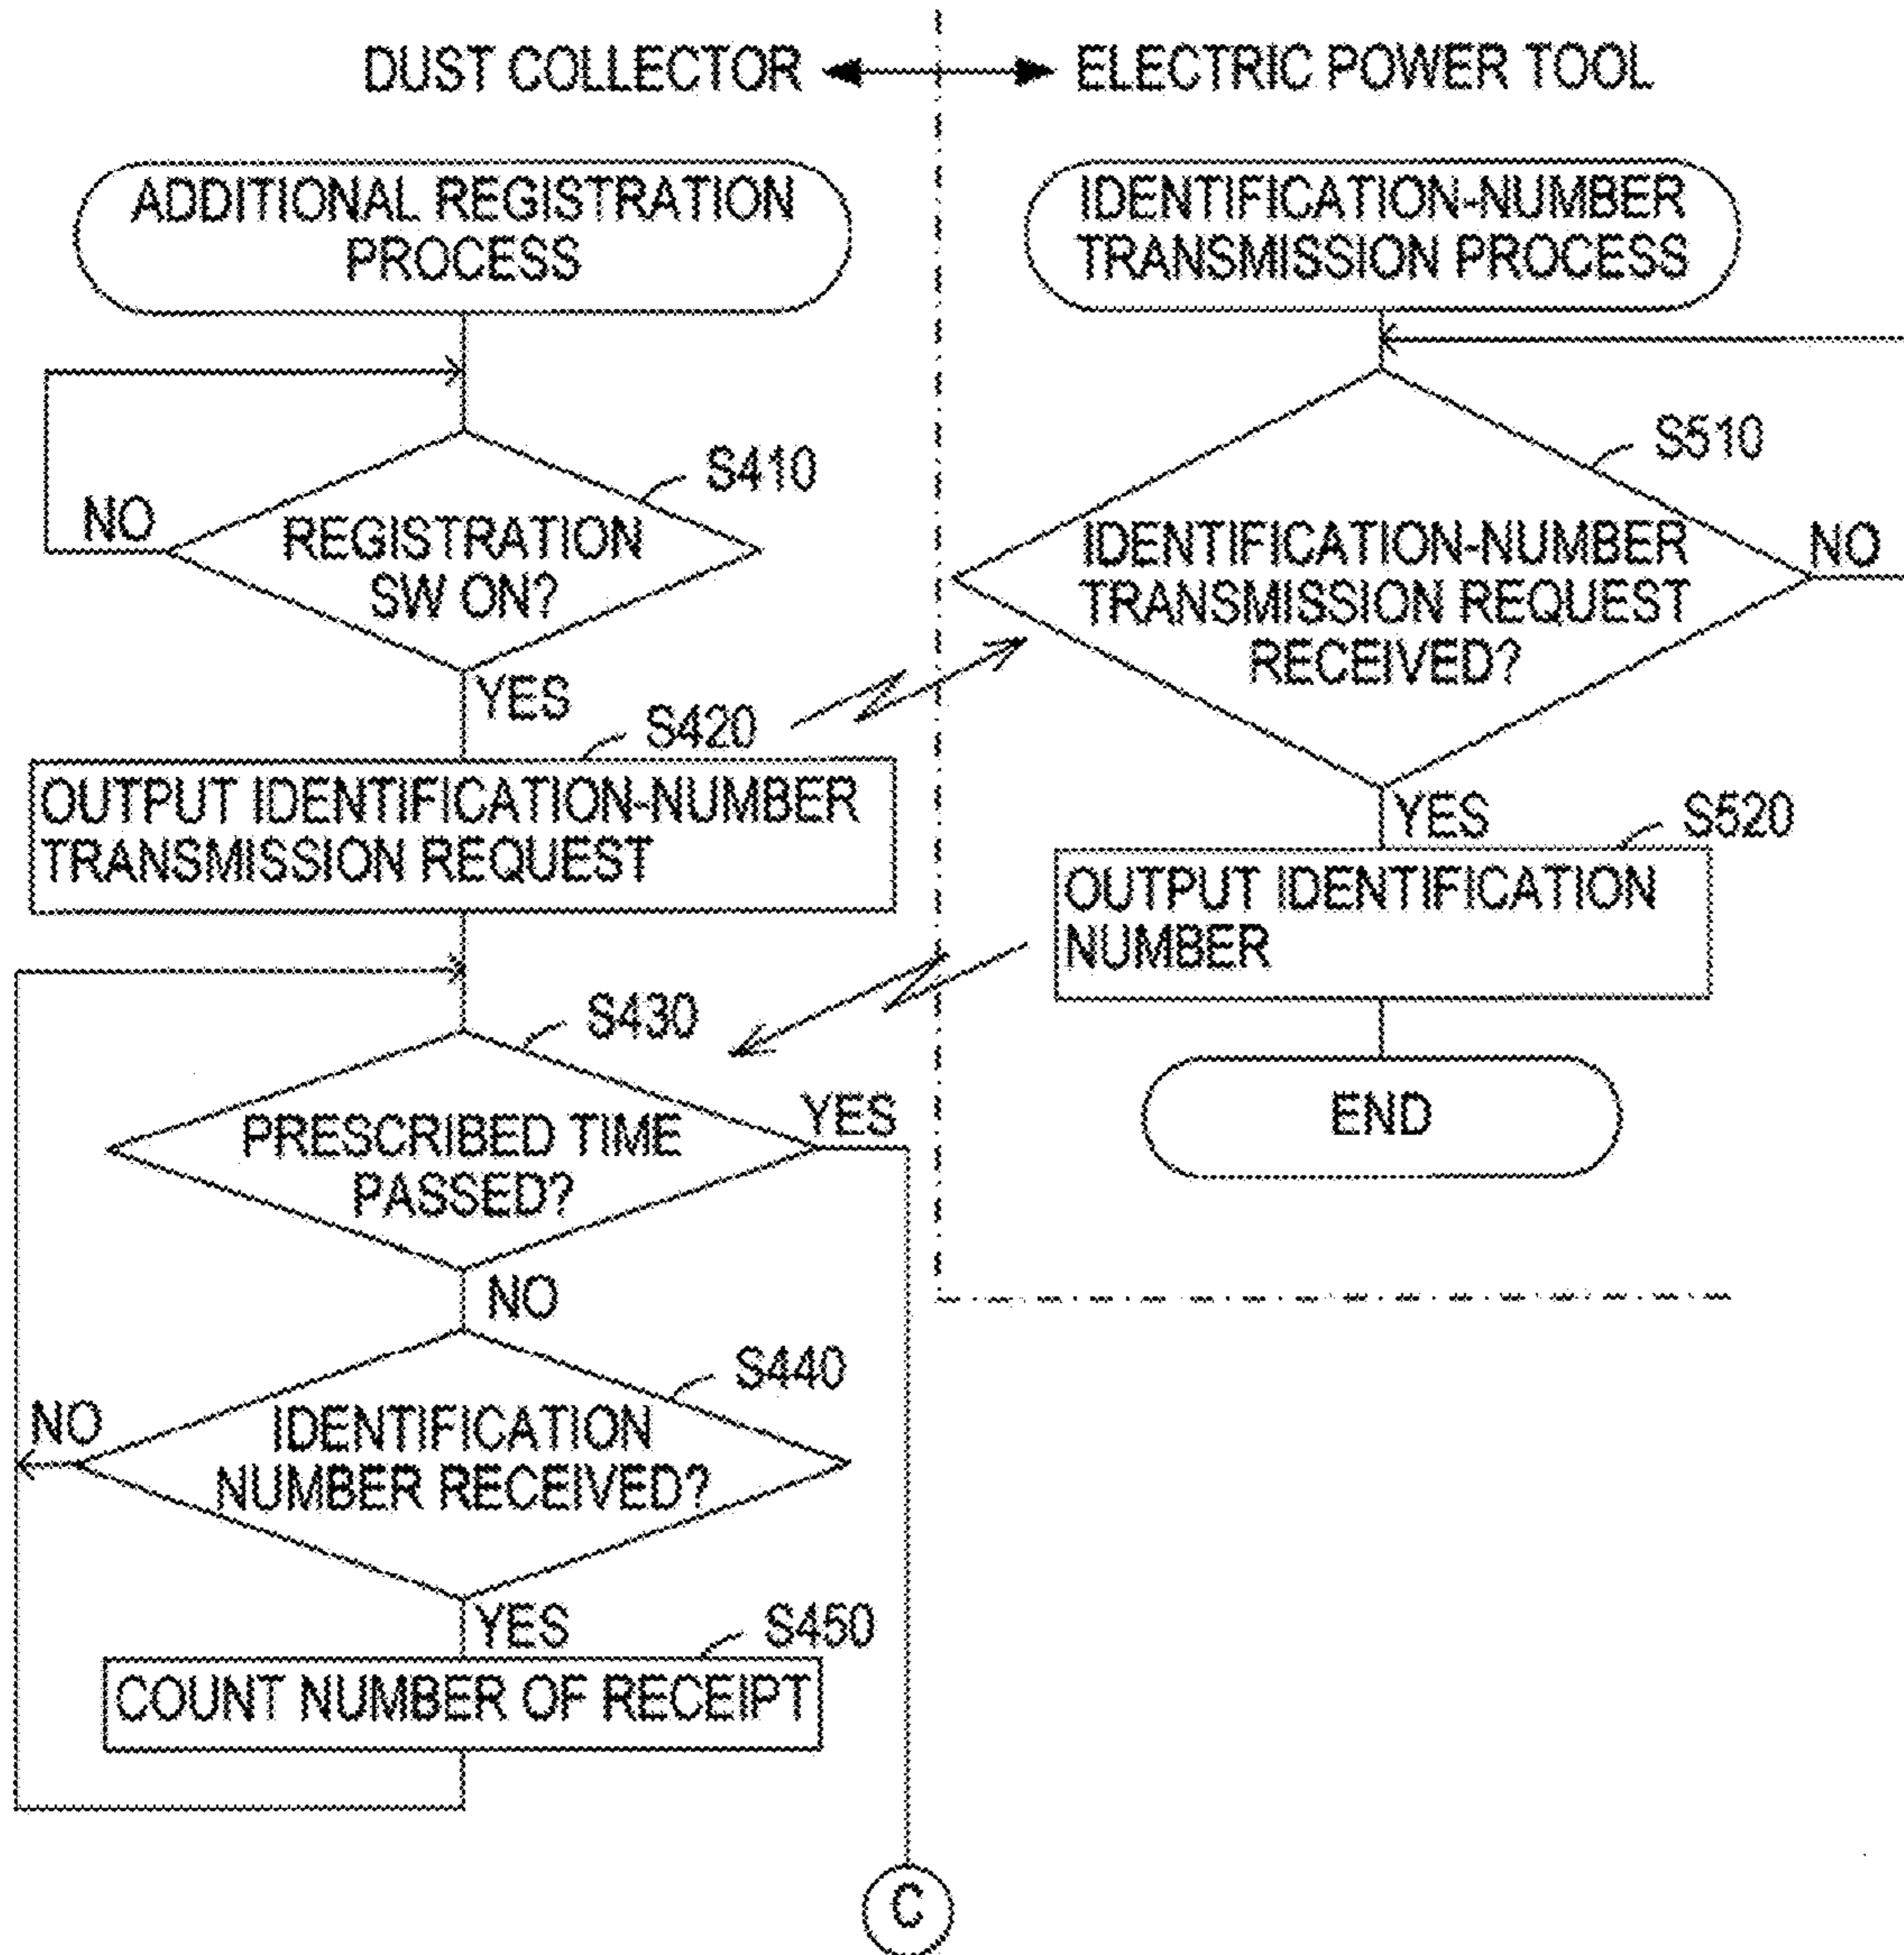 DUST COLLECTOR
ELECTRIC POWER TOOL
ADDITIONAL REGISTRATION
PROCESS
S410
NO
REGISTRATION
SW ON?
YES
S420
OUTPUT IDENTIFICATION-NUMBER
TRANSMISSION REQUEST
S430
PRESCRIBED TIME
PASSED?
YES
NO
S440
NO
IDENTIFICATION
NUMBER RECEIVED?
YES
S450
COUNT NUMBER OF RECEIPT
C
IDENTIFICATION-NUMBER
TRANSMISSION PROCESS
S510
IDENTIFICATION-NUMBER
TRANSMISSION REQUEST
RECEIVED?
NO
YES
S520
OUTPUT IDENTIFICATION
NUMBER
END